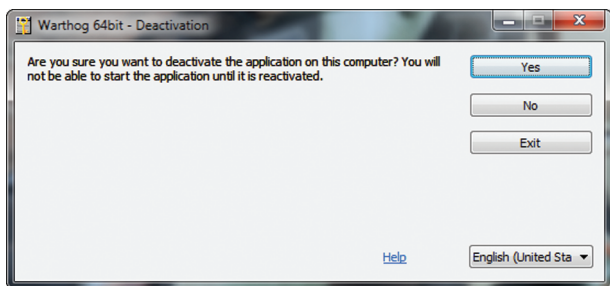 Warthog 64bit - Deactivation
Are you sure you want to deactivate the application on this computer? You will
not be able to start the application until it is reactivated.
Yes
No
Exit
Help
English (United Sta